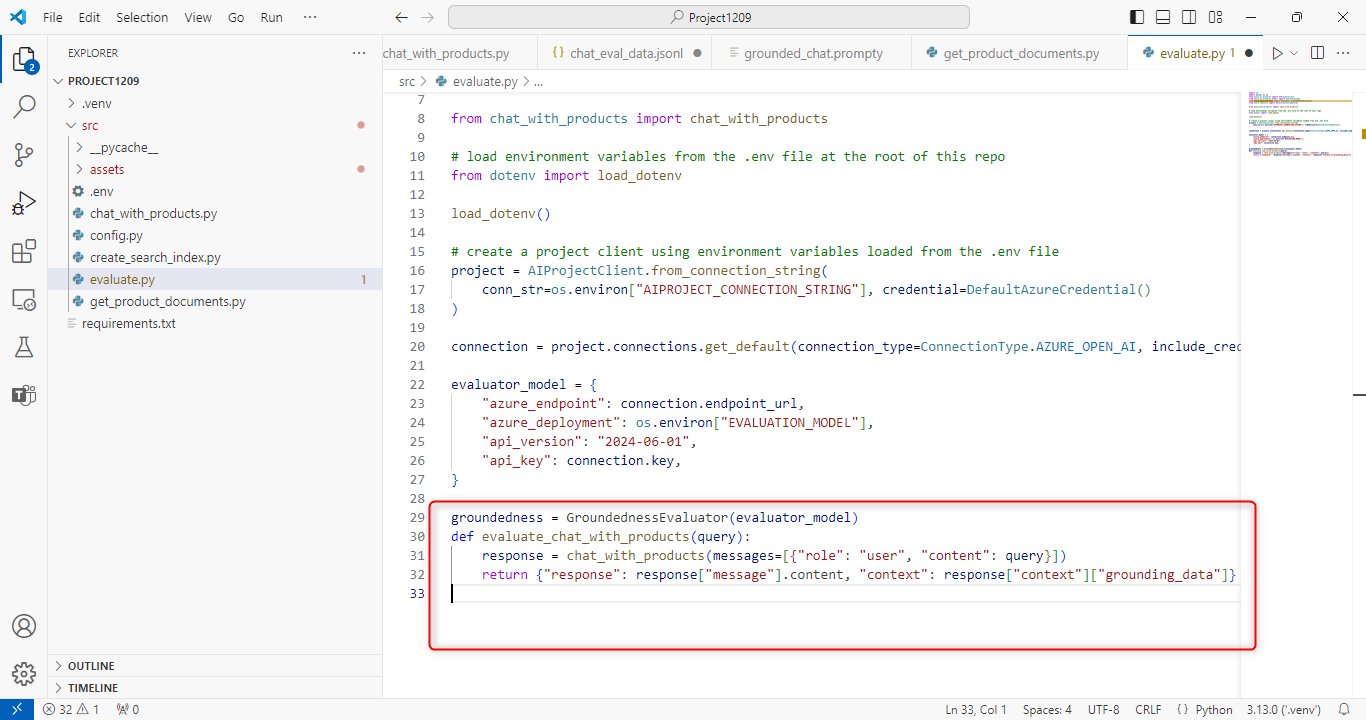 File Edit Selection View Go Run ··· Project1209
EXPLORER ···
PROJECT1209
.venv
src
__pycache__
assets
.env
chat_with_products.py
config.py
create_search_index.py
evaluate.py 1
get_product_documents.py
requirements.txt
OUTLINE
TIMELINE
2
chat_with_products.py {} chat_eval_data.jsonl grounded_chat.prompty get_product_documents.py evaluate.py 1 ···
src > evaluate.py > ...
7
8 from chat_with_products import chat_with_products
9
10 # load environment variables from the .env file at the root of this repo
11 from dotenv import load_dotenv
12
13 load_dotenv()
14
15 # create a project client using environment variables loaded from the .env file
16 project = AIProjectClient.from_connection_string(
17 conn_str=os.environ["AIPROJECT_CONNECTION_STRING"], credential=DefaultAzureCredential()
18 )
19
20 connection = project.connections.get_default(connection_type=ConnectionType.AZURE_OPEN_AI, include_cred
21
22 evaluator_model = {
23 "azure_endpoint": connection.endpoint_url,
24 "azure_deployment": os.environ["EVALUATION_MODEL"],
25 "api_version": "2024-06-01",
26 "api_key": connection.key,
27 }
28
29 groundedness = GroundednessEvaluator(evaluator_model)
30 def evaluate_chat_with_products(query):
31 response = chat_with_products(messages=[{"role": "user", "content": query}])
32 return {"response": response["message"].content, "context": response["context"]["grounding_data"]}
33
32 1 0 Ln 33, Col 1 Spaces: 4 UTF-8 CRLF {} Python 3.13.0 ('.venv')